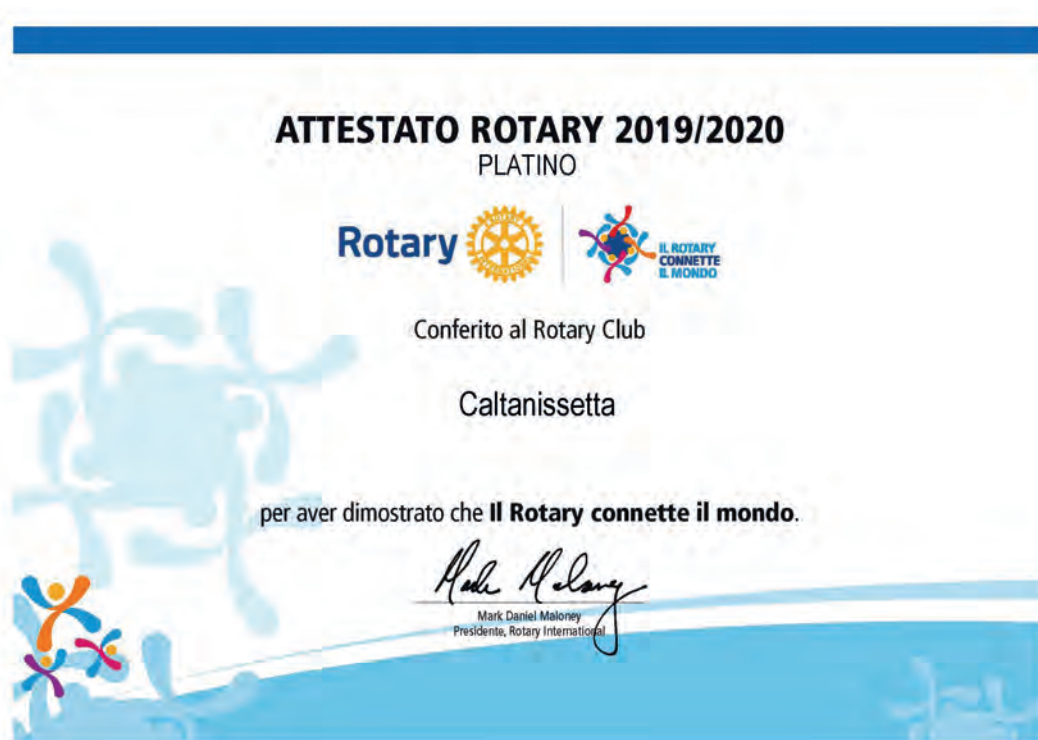 ATTESTATO ROTARY 2019/2020
PLATINO
Rotary
IL ROTARY
CONNETTE
IL MONDO
Conferito al Rotary Club
Caltanissetta
per aver dimostrato che Il Rotary connette il mondo.
Mark Daniel Maloney
Presidente, Rotary International